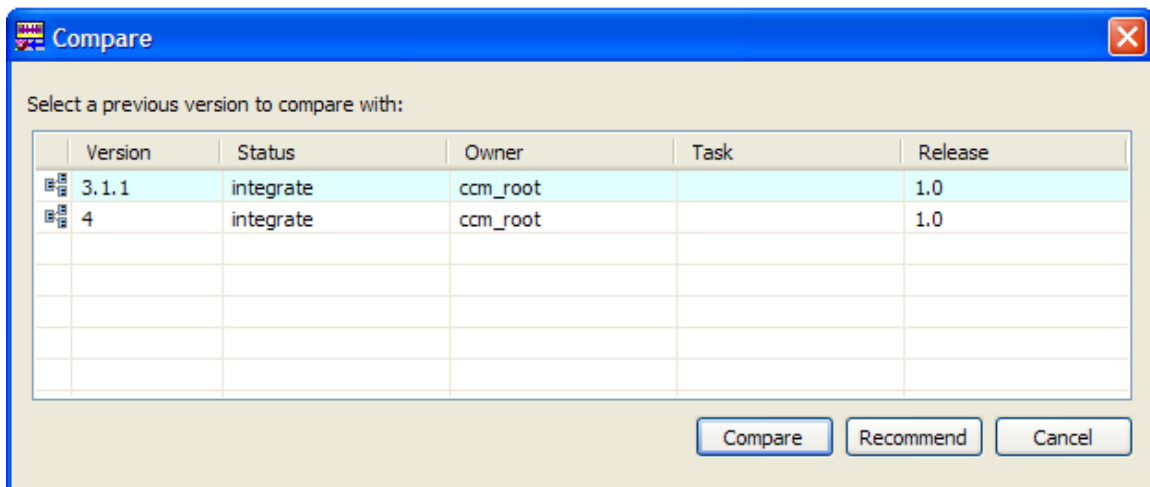 Compare
Select a previous version to compare with:
Version Status Owner Task Release
3.1.1 integrate ccm_root 1.0
4 integrate ccm_root 1.0
Compare Recommend Cancel